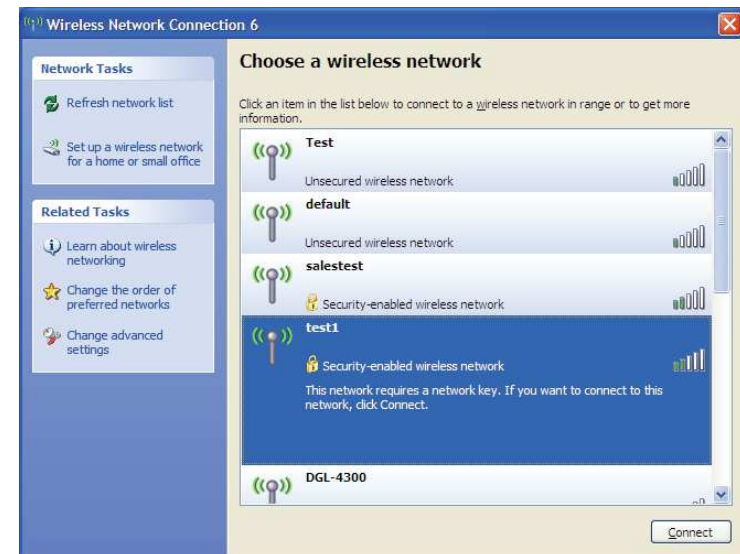 Wireless Network Connection 6
Network Tasks
Refresh network list
Set up a wireless network
for a home or small office
Related Tasks
Learn about wireless
networking
Change the order of
preferred networks
Change advanced
settings
Choose a wireless network
Click an item in the list below to connect to a wireless network in range or to get more
information.
Test
Unsecured wireless network
default
Unsecured wireless network
salestest
Security-enabled wireless network
test1
Security-enabled wireless network
This network requires a network key. If you want to connect to this
network, click Connect.
DGL-4300
Connect